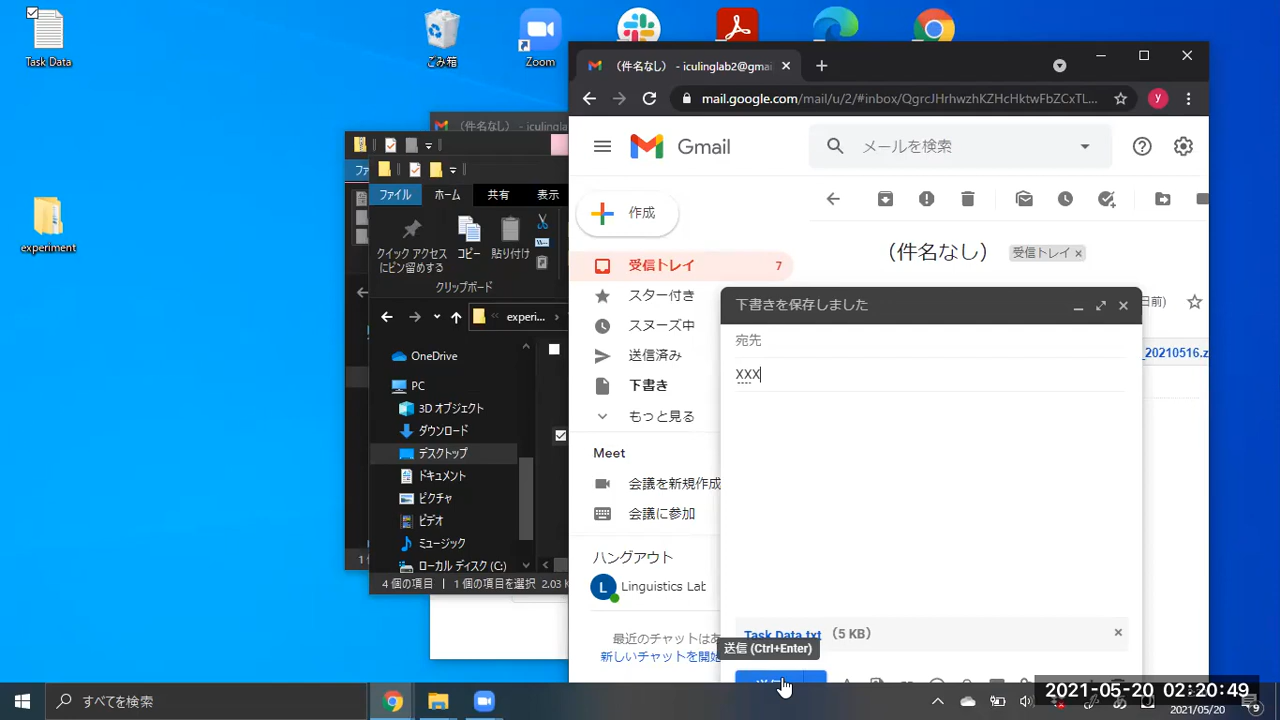 Task Data
ごみ箱
Zoom
experiment
(件名なし) - iculinglab2@gmai
(件名なし) - iculing
mail.google.com/mail/u/2/#inbox/QgrcJHrhwzhKZHcHktwFbZCxTL...
y
Gmail
メールを検索
ファイル
ホーム
共有
表示
作成
クイック アクセス
にピン留めする
コピー
貼り付け
クリップボード
experi...
受信トレイ
7
スター付き
スヌーズ中
送信済み
下書き
もっと見る
(件名なし)
受信トレイ ×
日前)
_20210516.z
下書きを保存しました
宛先
XXX
OneDrive
PC
3D オブジェクト
ダウンロード
デスクトップ
ドキュメント
ピクチャ
ビデオ
ミュージック
ローカル ディスク (C:)
4 個の項目
1 個の項目を選択 2.03 K
Meet
会議を新規作成
会議に参加
ハングアウト
L
Linguistics Lab
最近のチャットはあ
新しいチャットを開始
Task Data.txt (5 KB)
送信 (Ctrl+Enter)
すべてを検索
2021-05-20 02:20:49
2021/05/20
9